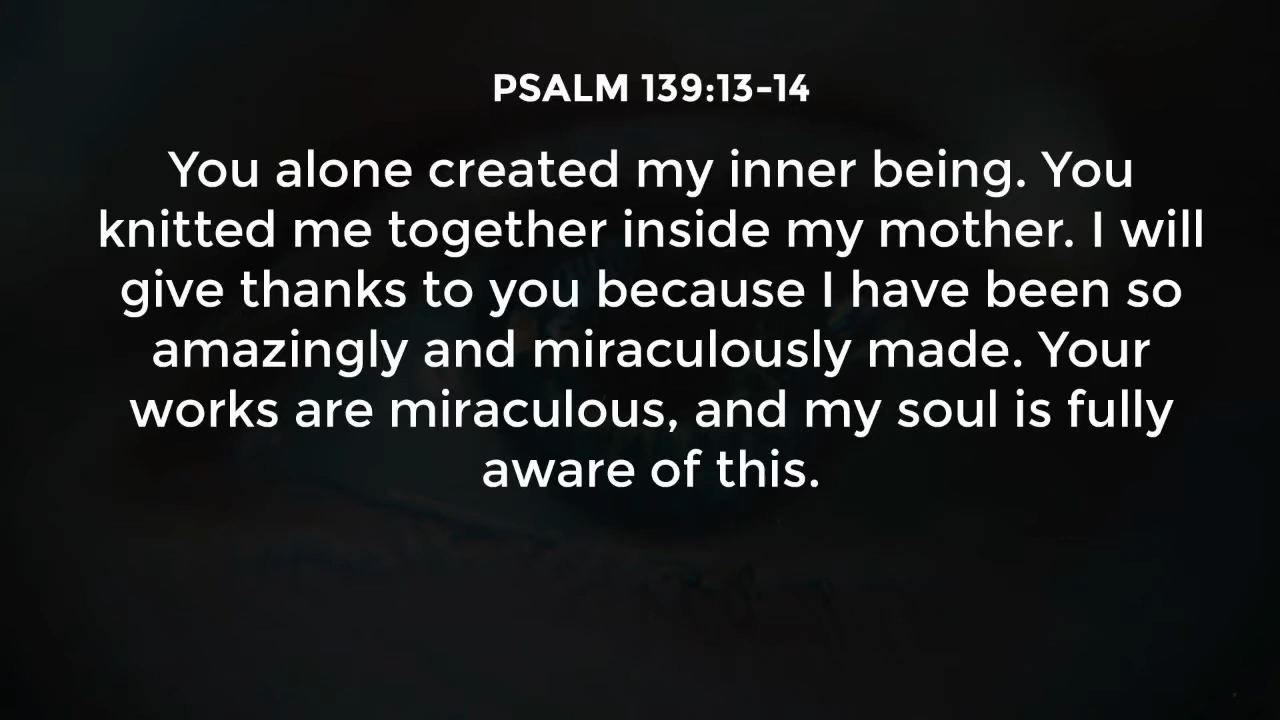 PSALM 139:13-14
You alone created my inner being. You
knitted me together inside my mother. I will
give thanks to you because I have been so
amazingly and miraculously made. Your
works are miraculous, and my soul is fully
aware of this.